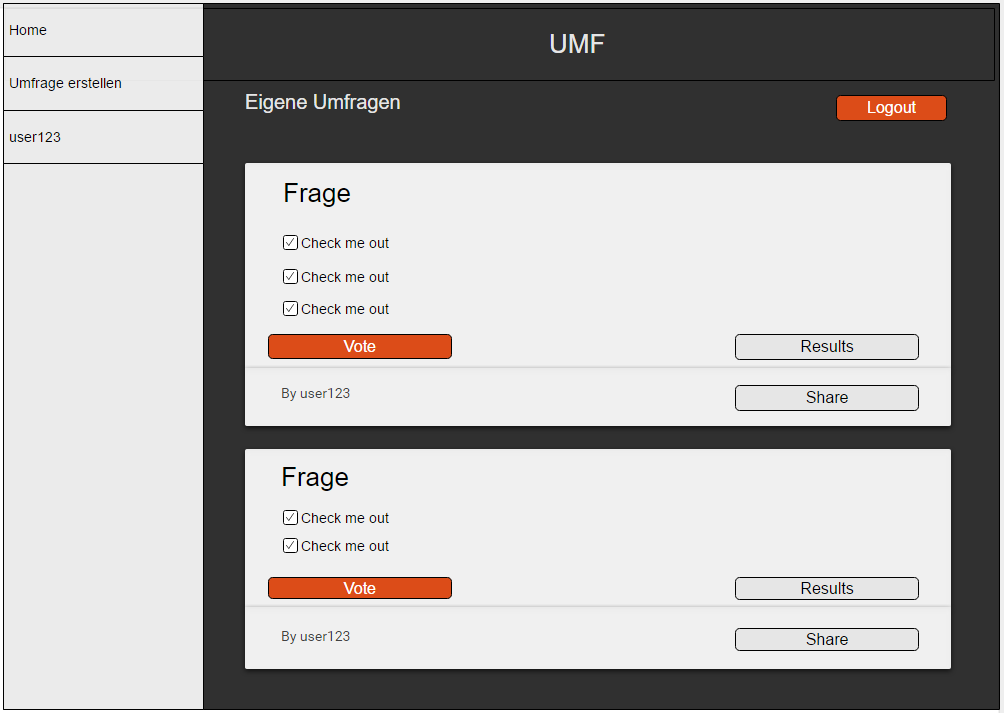 Home
Umfrage erstellen
user123
UMF
Eigene Umfragen
Logout
Frage
Check me out
Check me out
Check me out
Vote
Results
By user123
Share
Frage
Check me out
Check me out
Vote
Results
By user123
Share